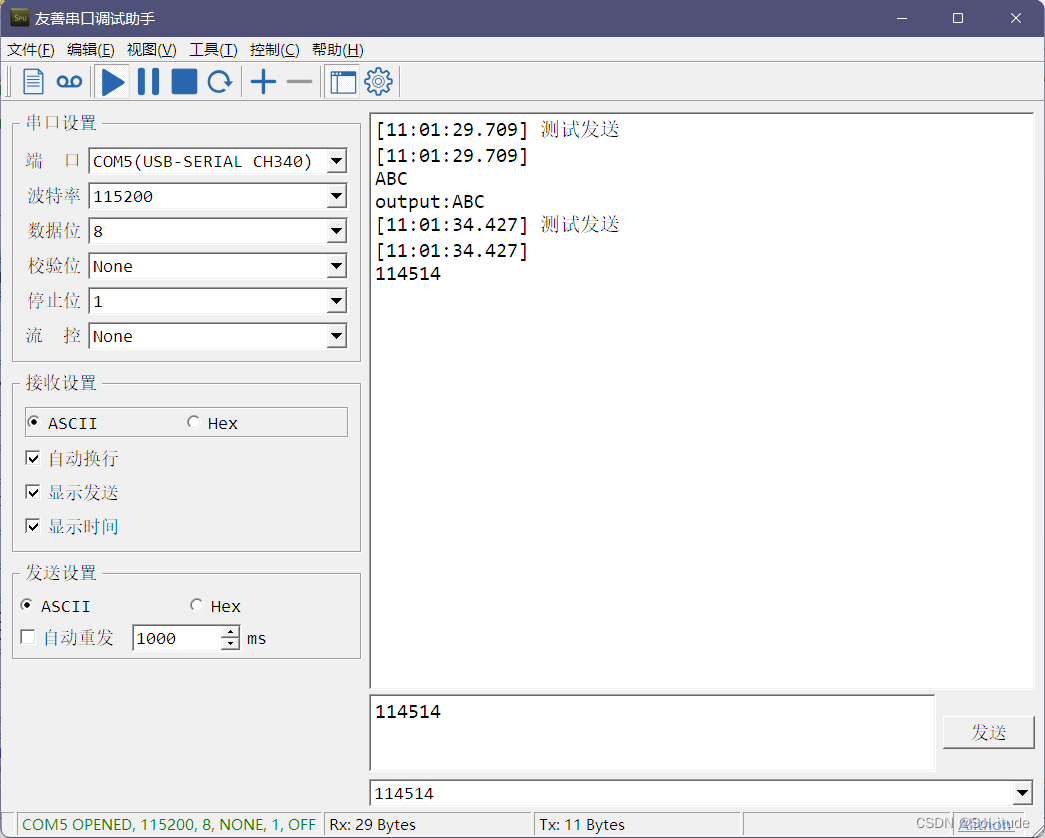 友善串口调试助手
文件(F) 编辑(E) 视图(V) 工具(T) 控制(C) 帮助(H)
串口设置
端 口 COM5(USB-SERIAL CH340)
波特率 115200
数据位 8
校验位 None
停止位 1
流 控 None
接收设置
ASCII Hex
自动换行
显示发送
显示时间
发送设置
ASCII Hex
自动重发 1000 ms
[11:01:29.709] 测试发送
[11:01:29.709]
ABC
output:ABC
[11:01:34.427] 测试发送
[11:01:34.427]
114514
114514
发送
114514
COM5 OPENED, 115200, 8, NONE, 1, OFF Rx: 29 Bytes Tx: 11 Bytes
CSDN